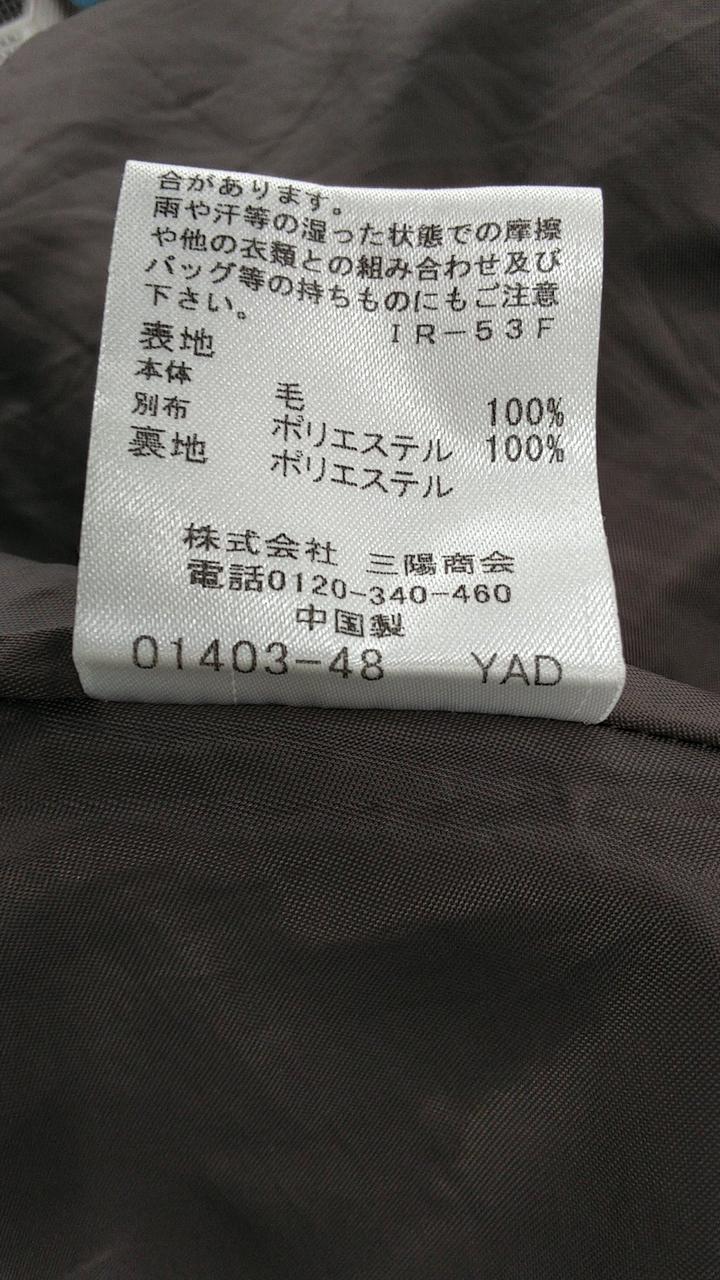 合があります。
雨や汗等の湿った状態での摩擦
や他の衣類との組み合わせ及び
バッグ等の持ちものにもご注意
下さい。
IR−53F
表地
本体 毛 100%
別布 ポリエステル 100%
裏地 ポリエステル
株式会社 三陽商会
電話0120−340−460
中国製
01403−48 YAD